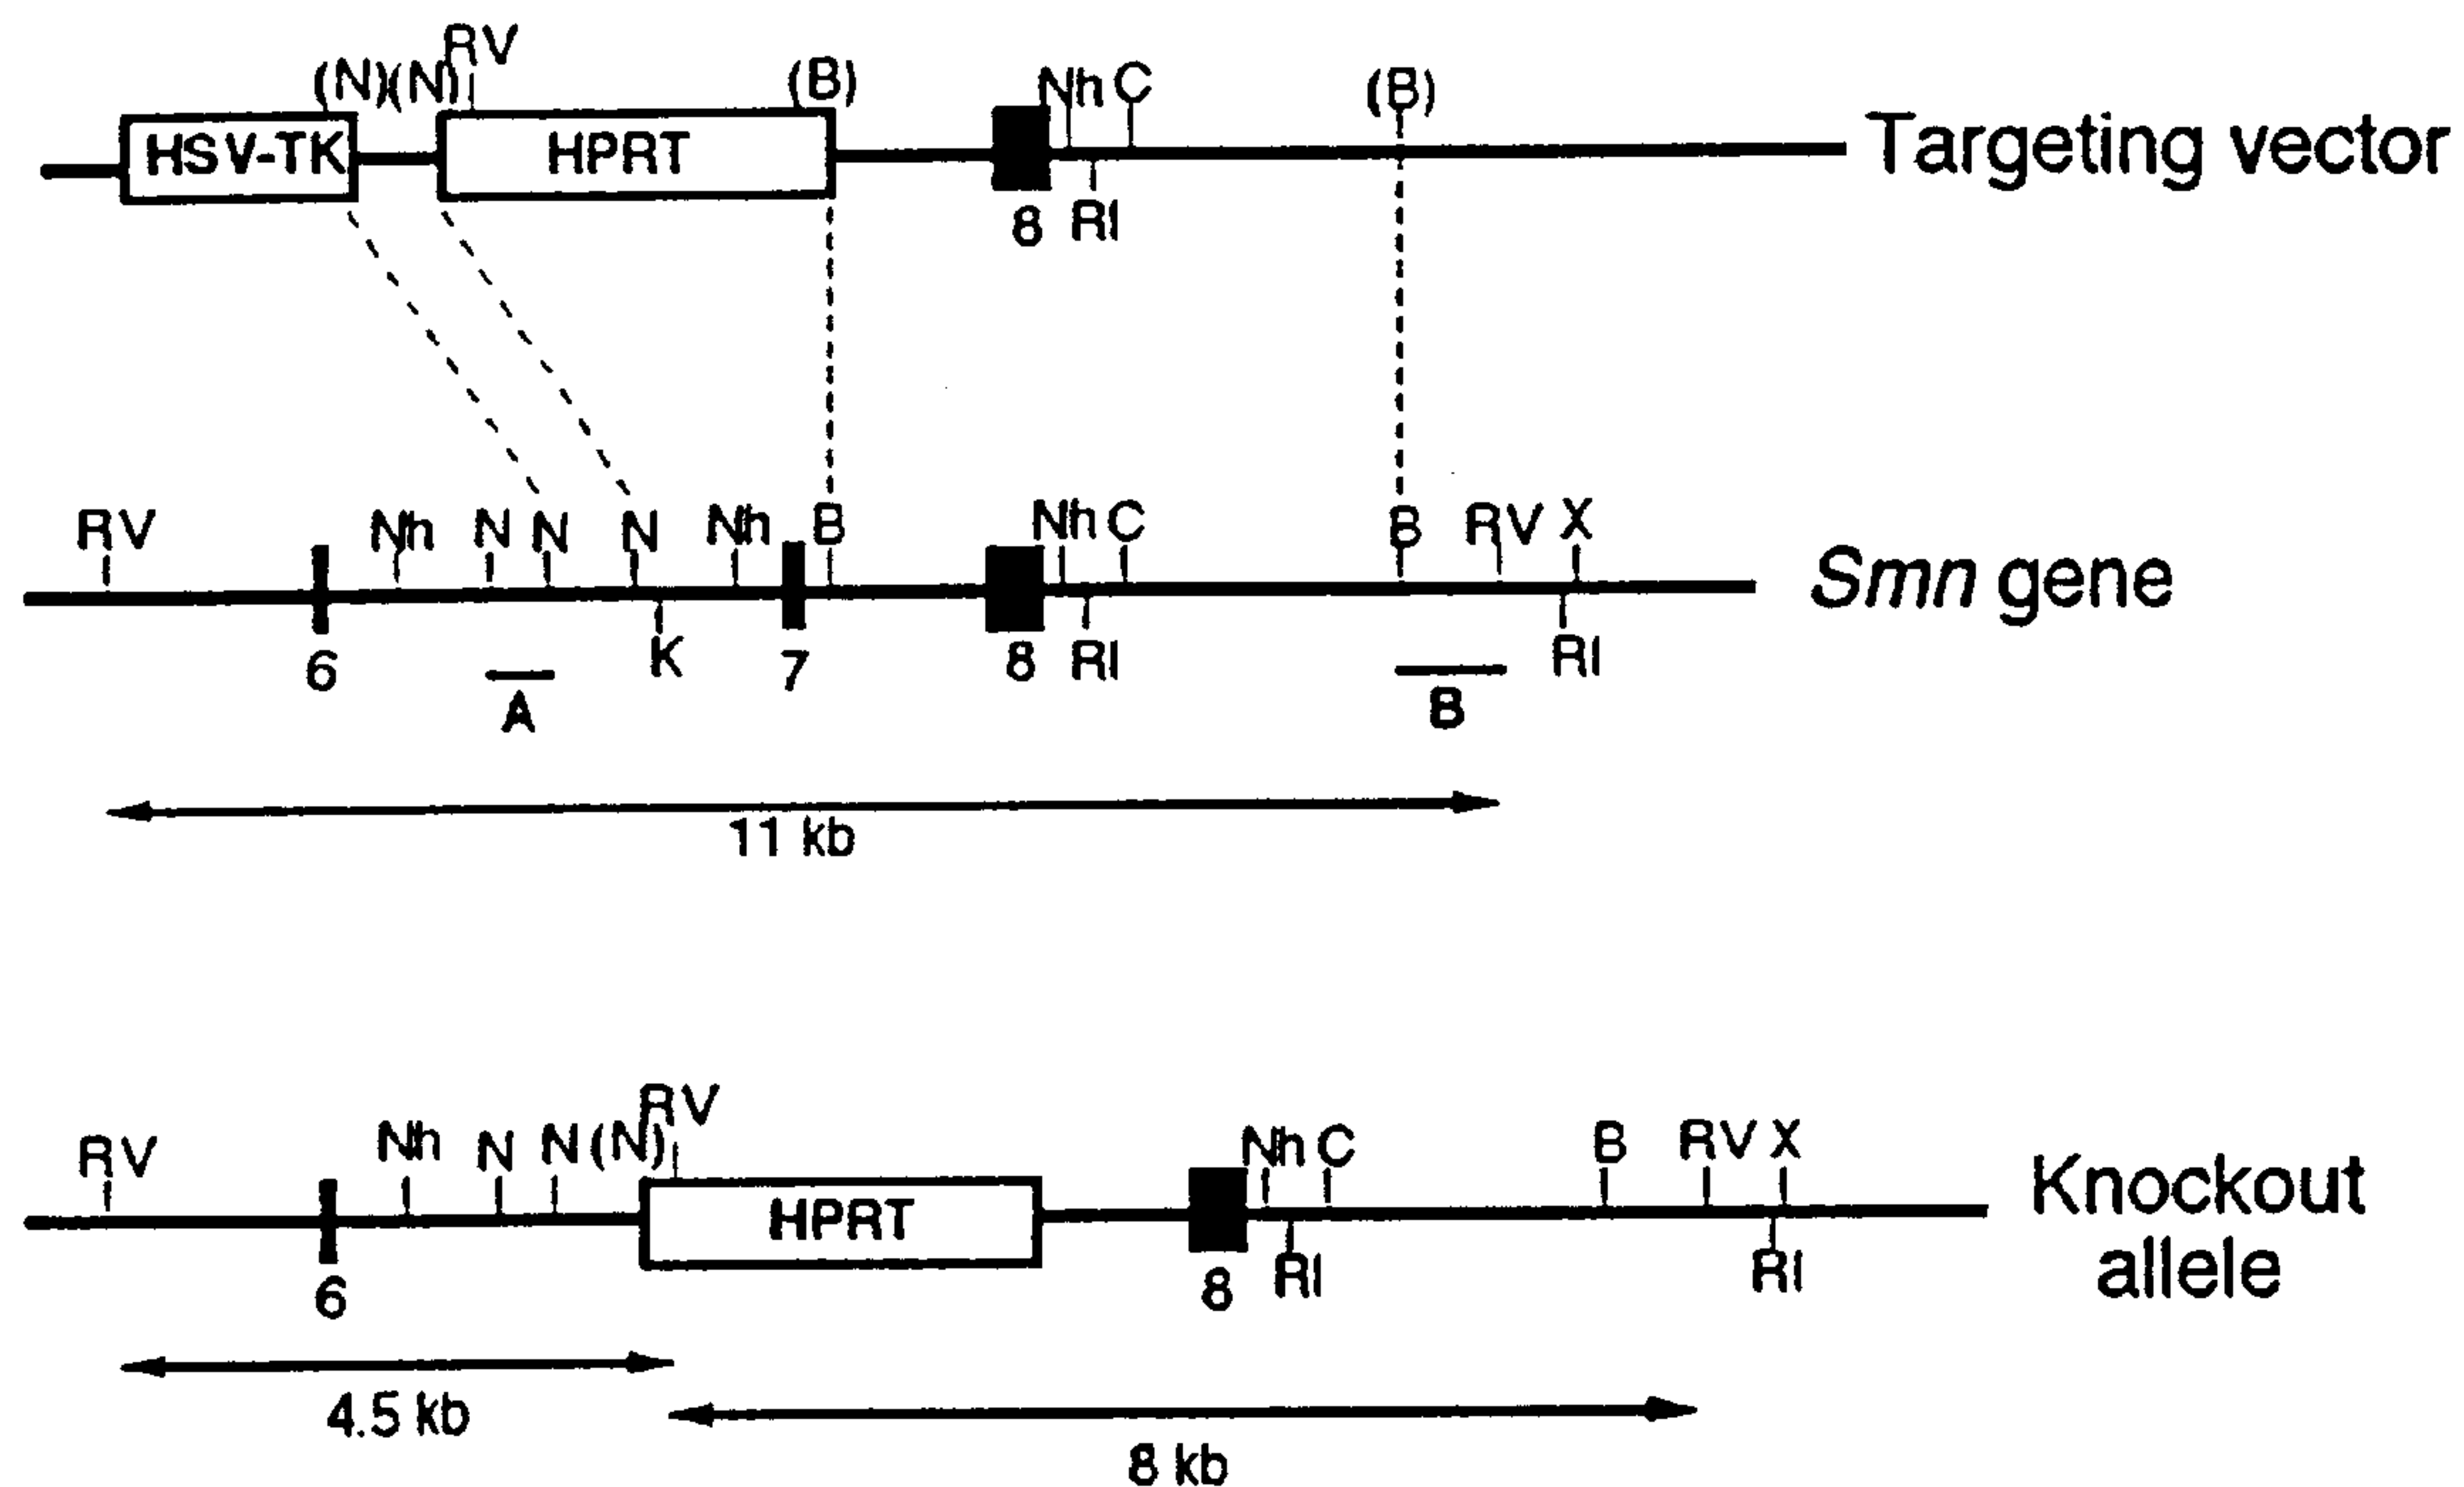 RV
(N)(N) (B) Nh C (B)
HSV-TK HPRT Targeting vector
8 RI
RV Nh N N N Nh B Nh C B RV X
Smn gene
6 K 7 8 RI RI
A B
11 kb
RV
RV Nh N N (N) Nh C B RV X
HPRT Knockout
allele
6 8 RI RI
4.5 kb
8 kb